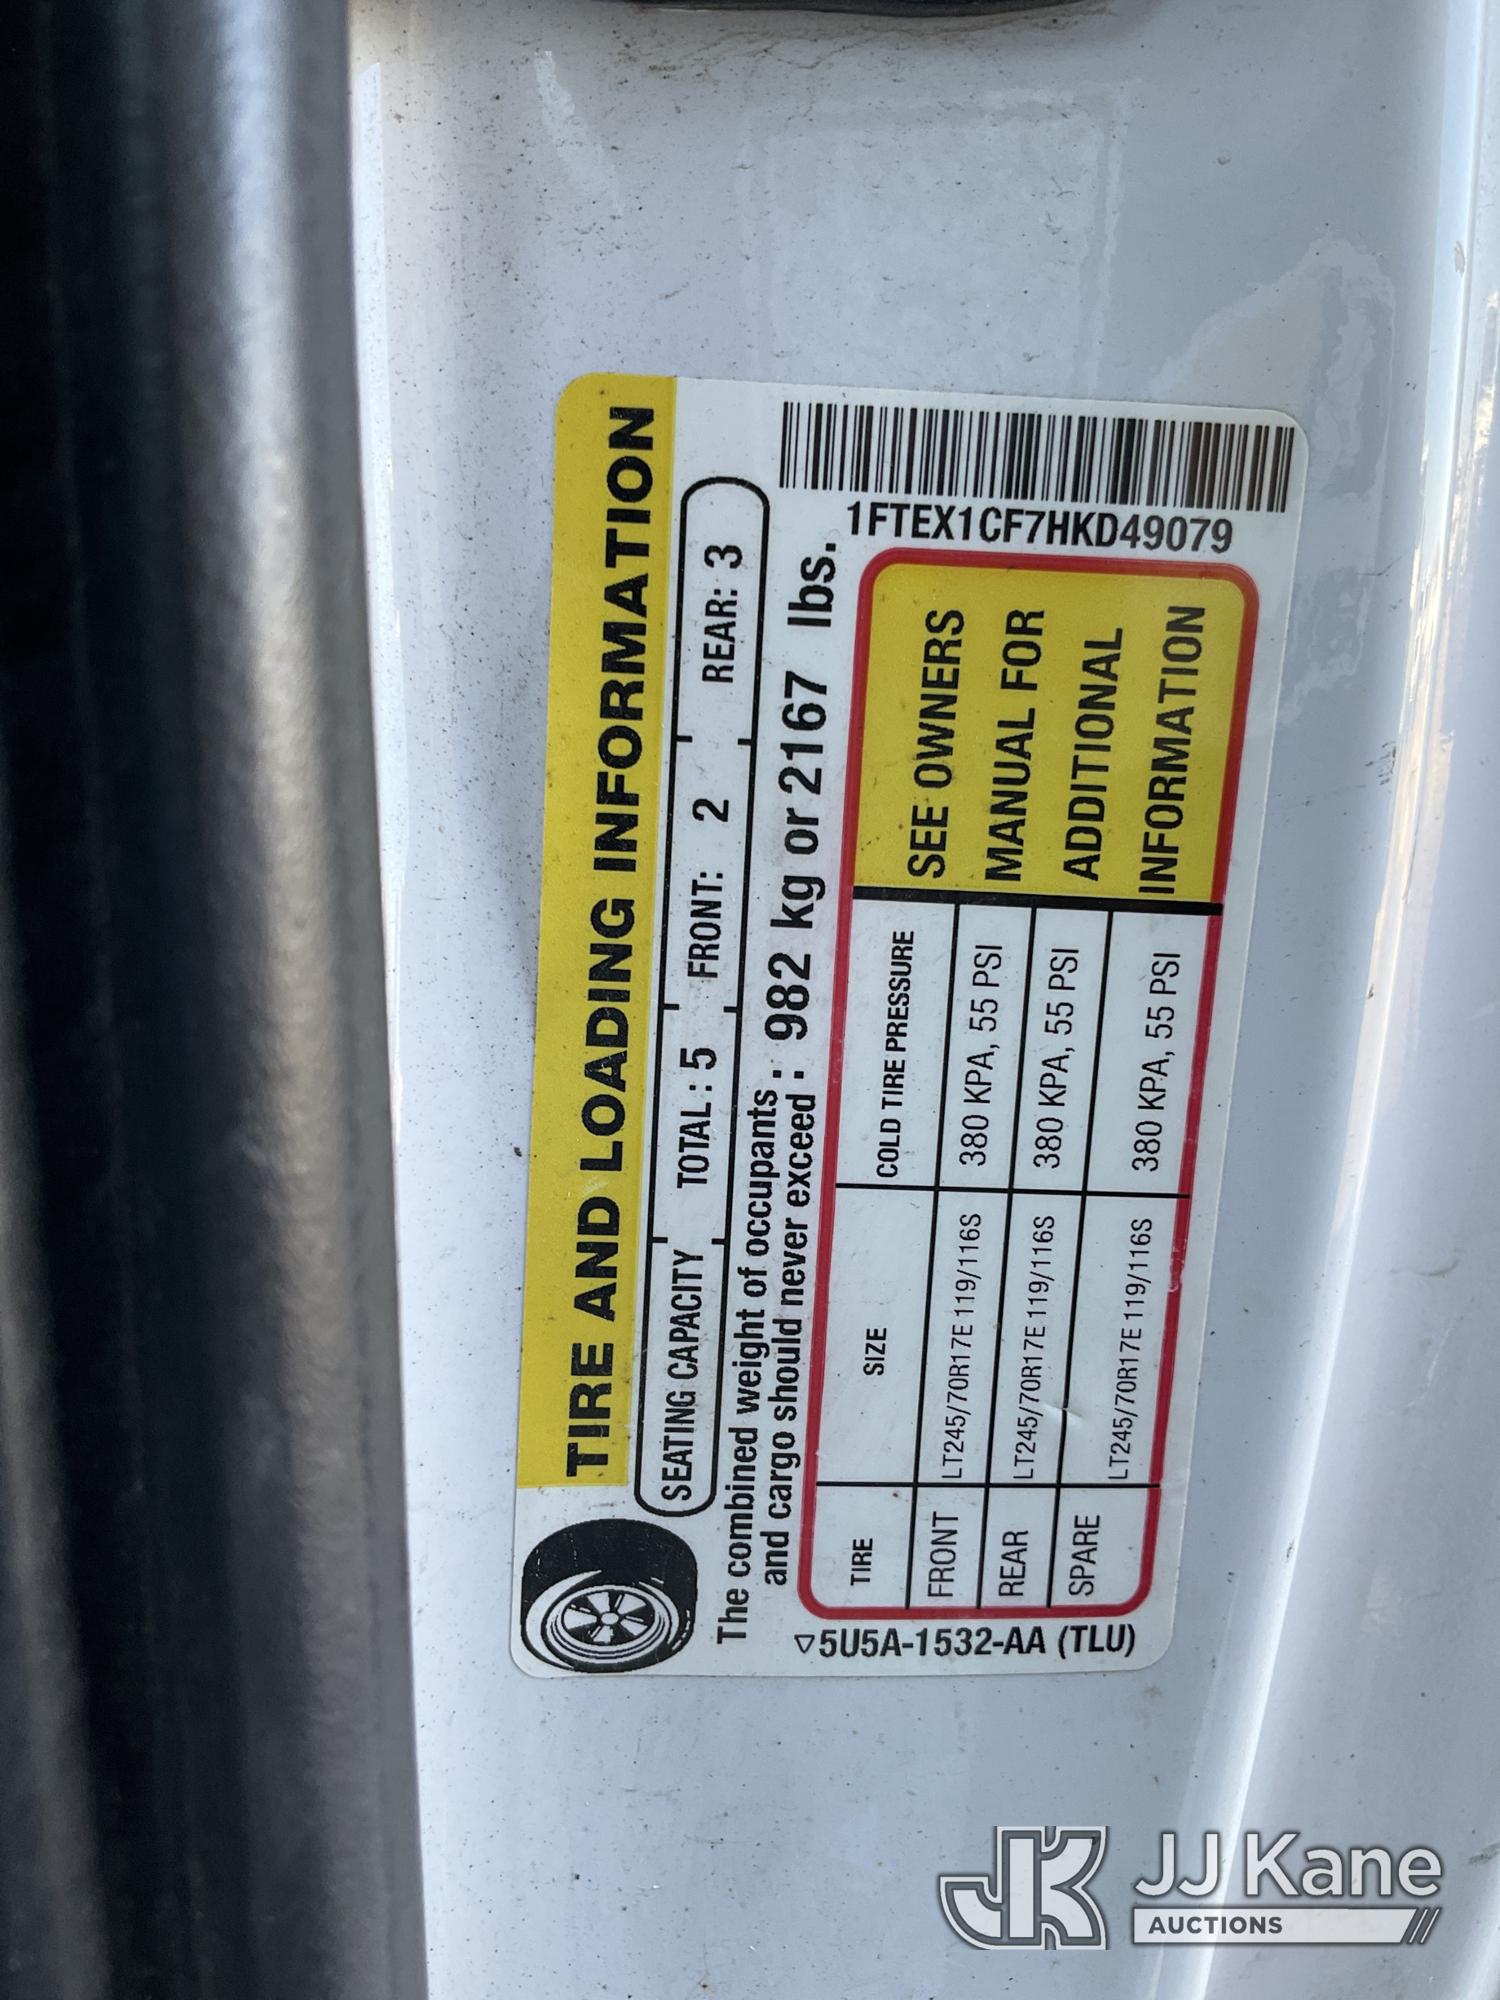 TIRE AND LOADING INFORMATION
SEATING CAPACITY TOTAL: 5 FRONT: 2 REAR: 3
The combined weight of occupants : 982 kg or 2167 lbs.
and cargo should never exceed :
1FTEX1CF7HKD49079
TIRE SIZE COLD TIRE PRESSURE
FRONT LT245/70R17E 119/116S 380 KPA, 55 PSI
REAR LT245/70R17E 119/116S 380 KPA, 55 PSI
SPARE LT245/70R17E 119/116S 380 KPA, 55 PSI
SEE OWNERS
MANUAL FOR
ADDITIONAL
INFORMATION
▽5U5A-1532-AA (TLU)
JK JJ Kane
AUCTIONS